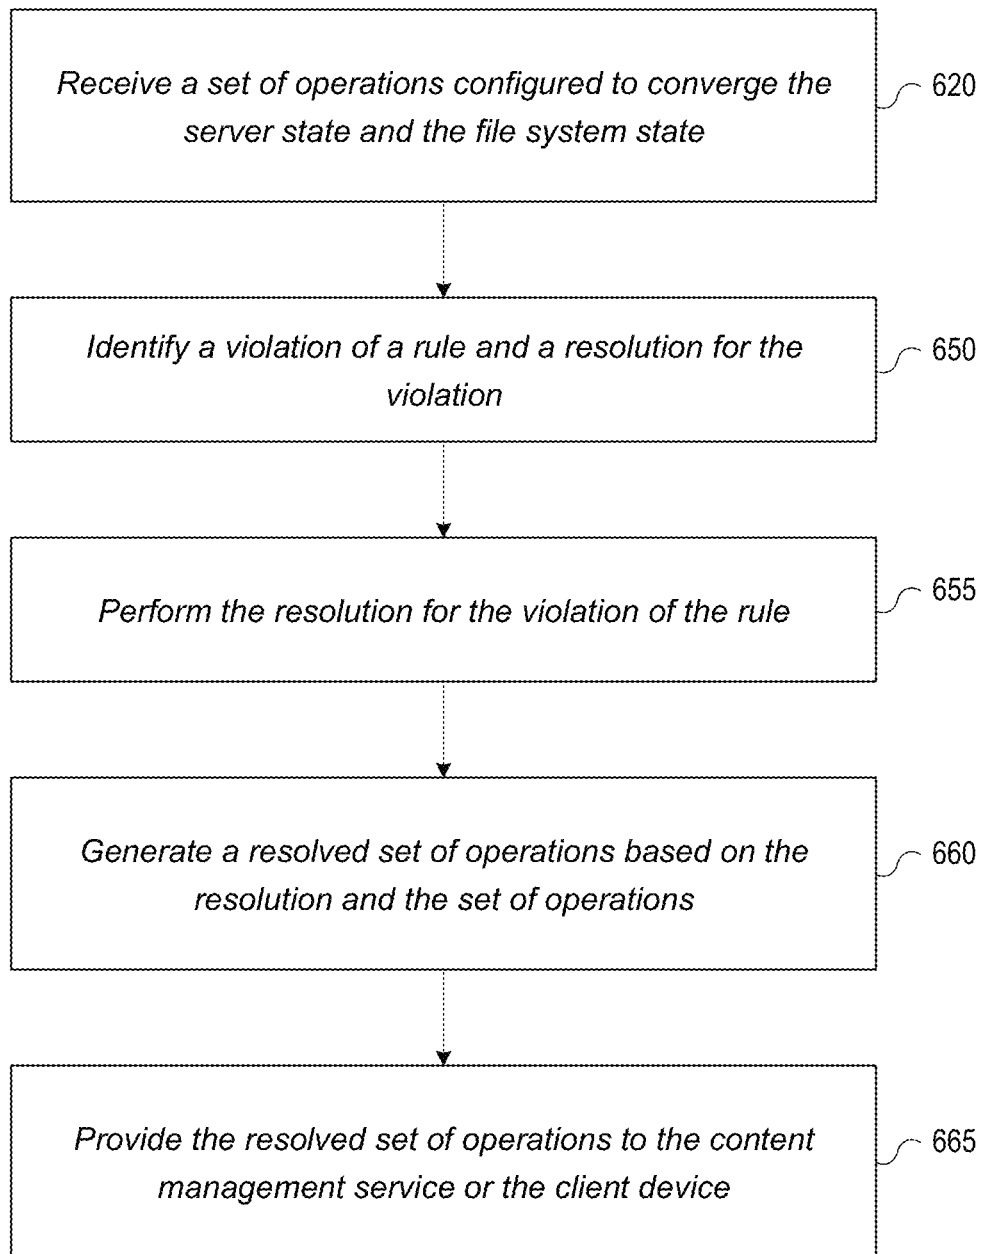 Receive a set of operations configured to converge the
server state and the file system state
620
Identify a violation of a rule and a resolution for the
violation
650
Perform the resolution for the violation of the rule
655
Generate a resolved set of operations based on the
resolution and the set of operations
660
Provide the resolved set of operations to the content
management service or the client device
665